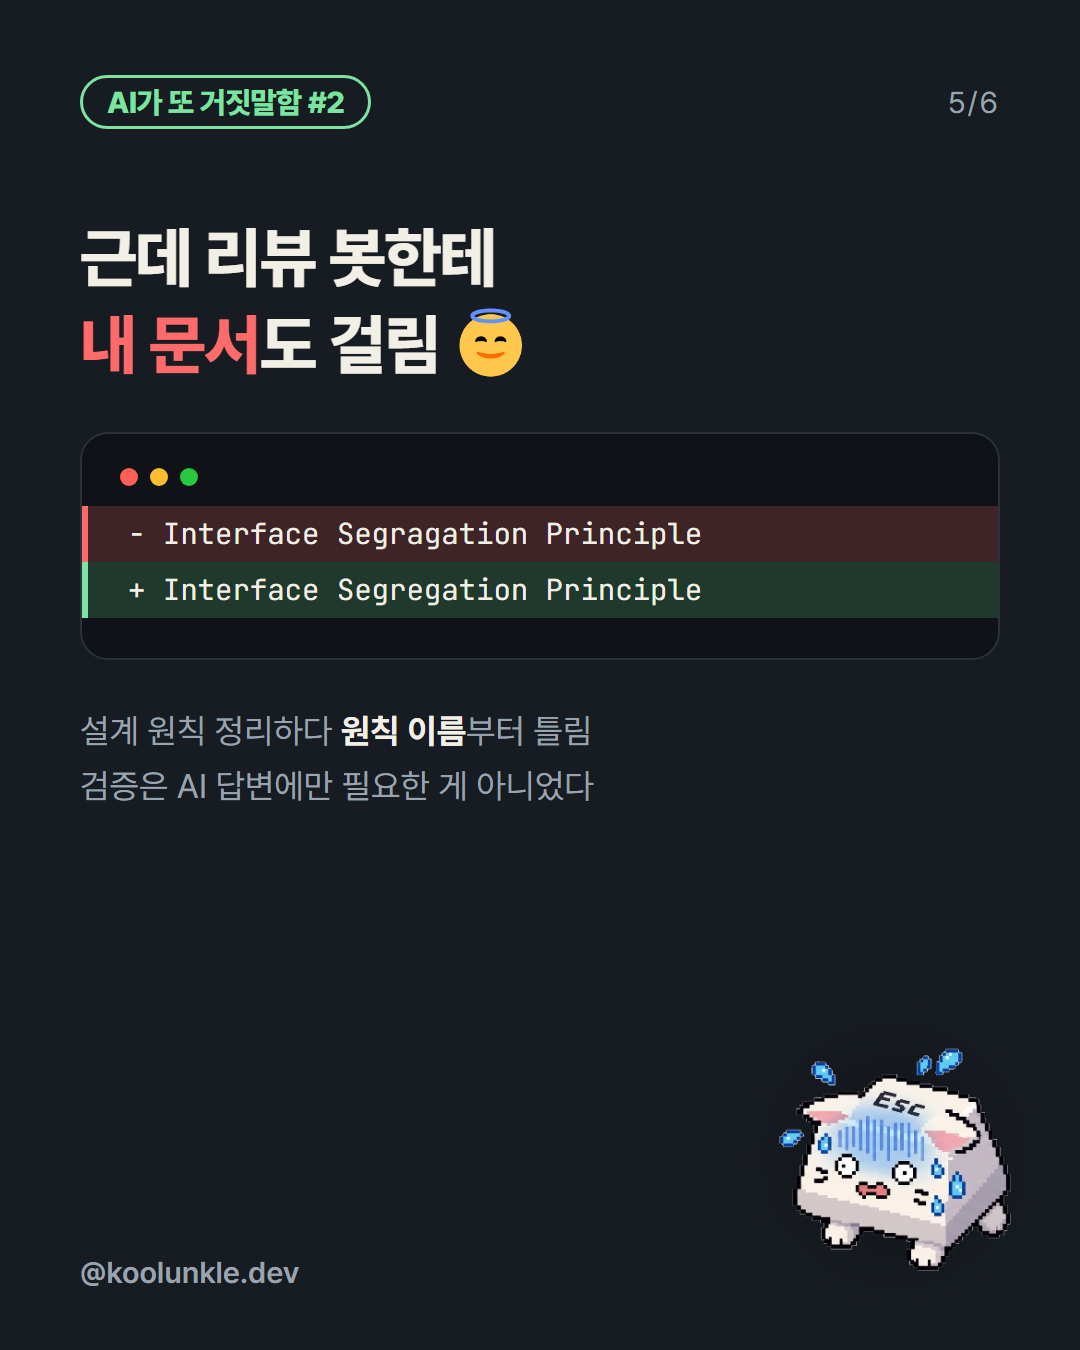 AI가 또 거짓말함 #2
5/6
근데 리뷰 봇한테
내 문서도 걸림 😇
- Interface Segragation Principle
+ Interface Segregation Principle
설계 원칙 정리하다 원칙 이름부터 틀림
검증은 AI 답변에만 필요한 게 아니었다
Esc
@koolunkle.dev